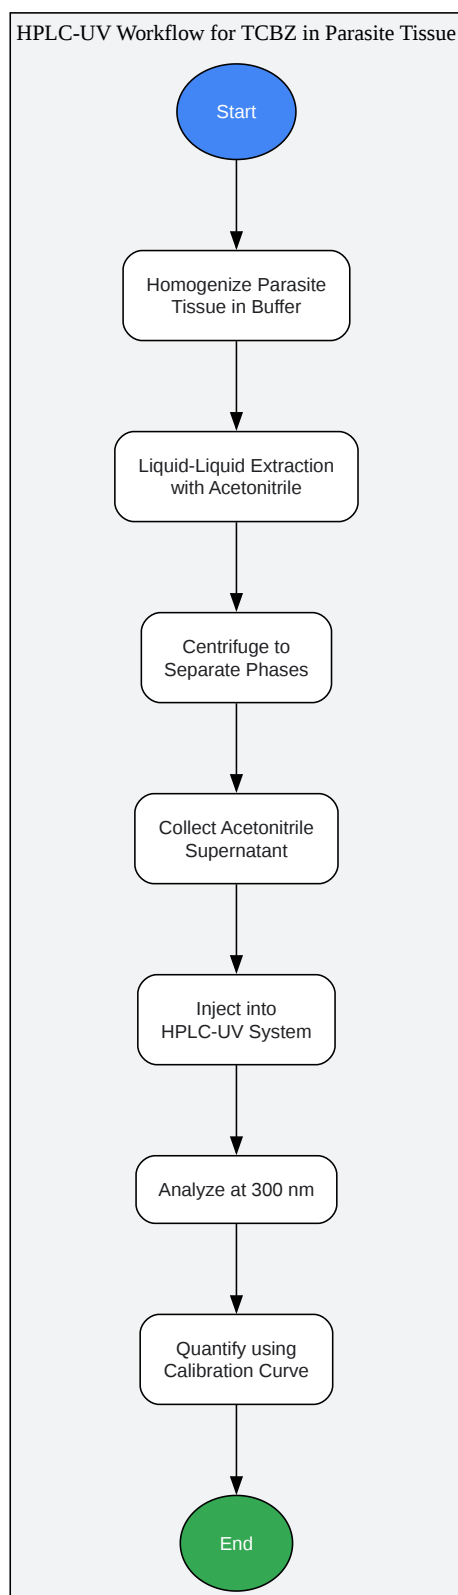 HPLC-UV Workflow for TCBZ in Parasite Tissue
Start
Homogenize Parasite
Tissue in Buffer
Liquid-Liquid Extraction
with Acetonitrile
Centrifuge to
Separate Phases
Collect Acetonitrile
Supernatant
Inject into
HPLC-UV System
Analyze at 300 nm
Quantify using
Calibration Curve
End